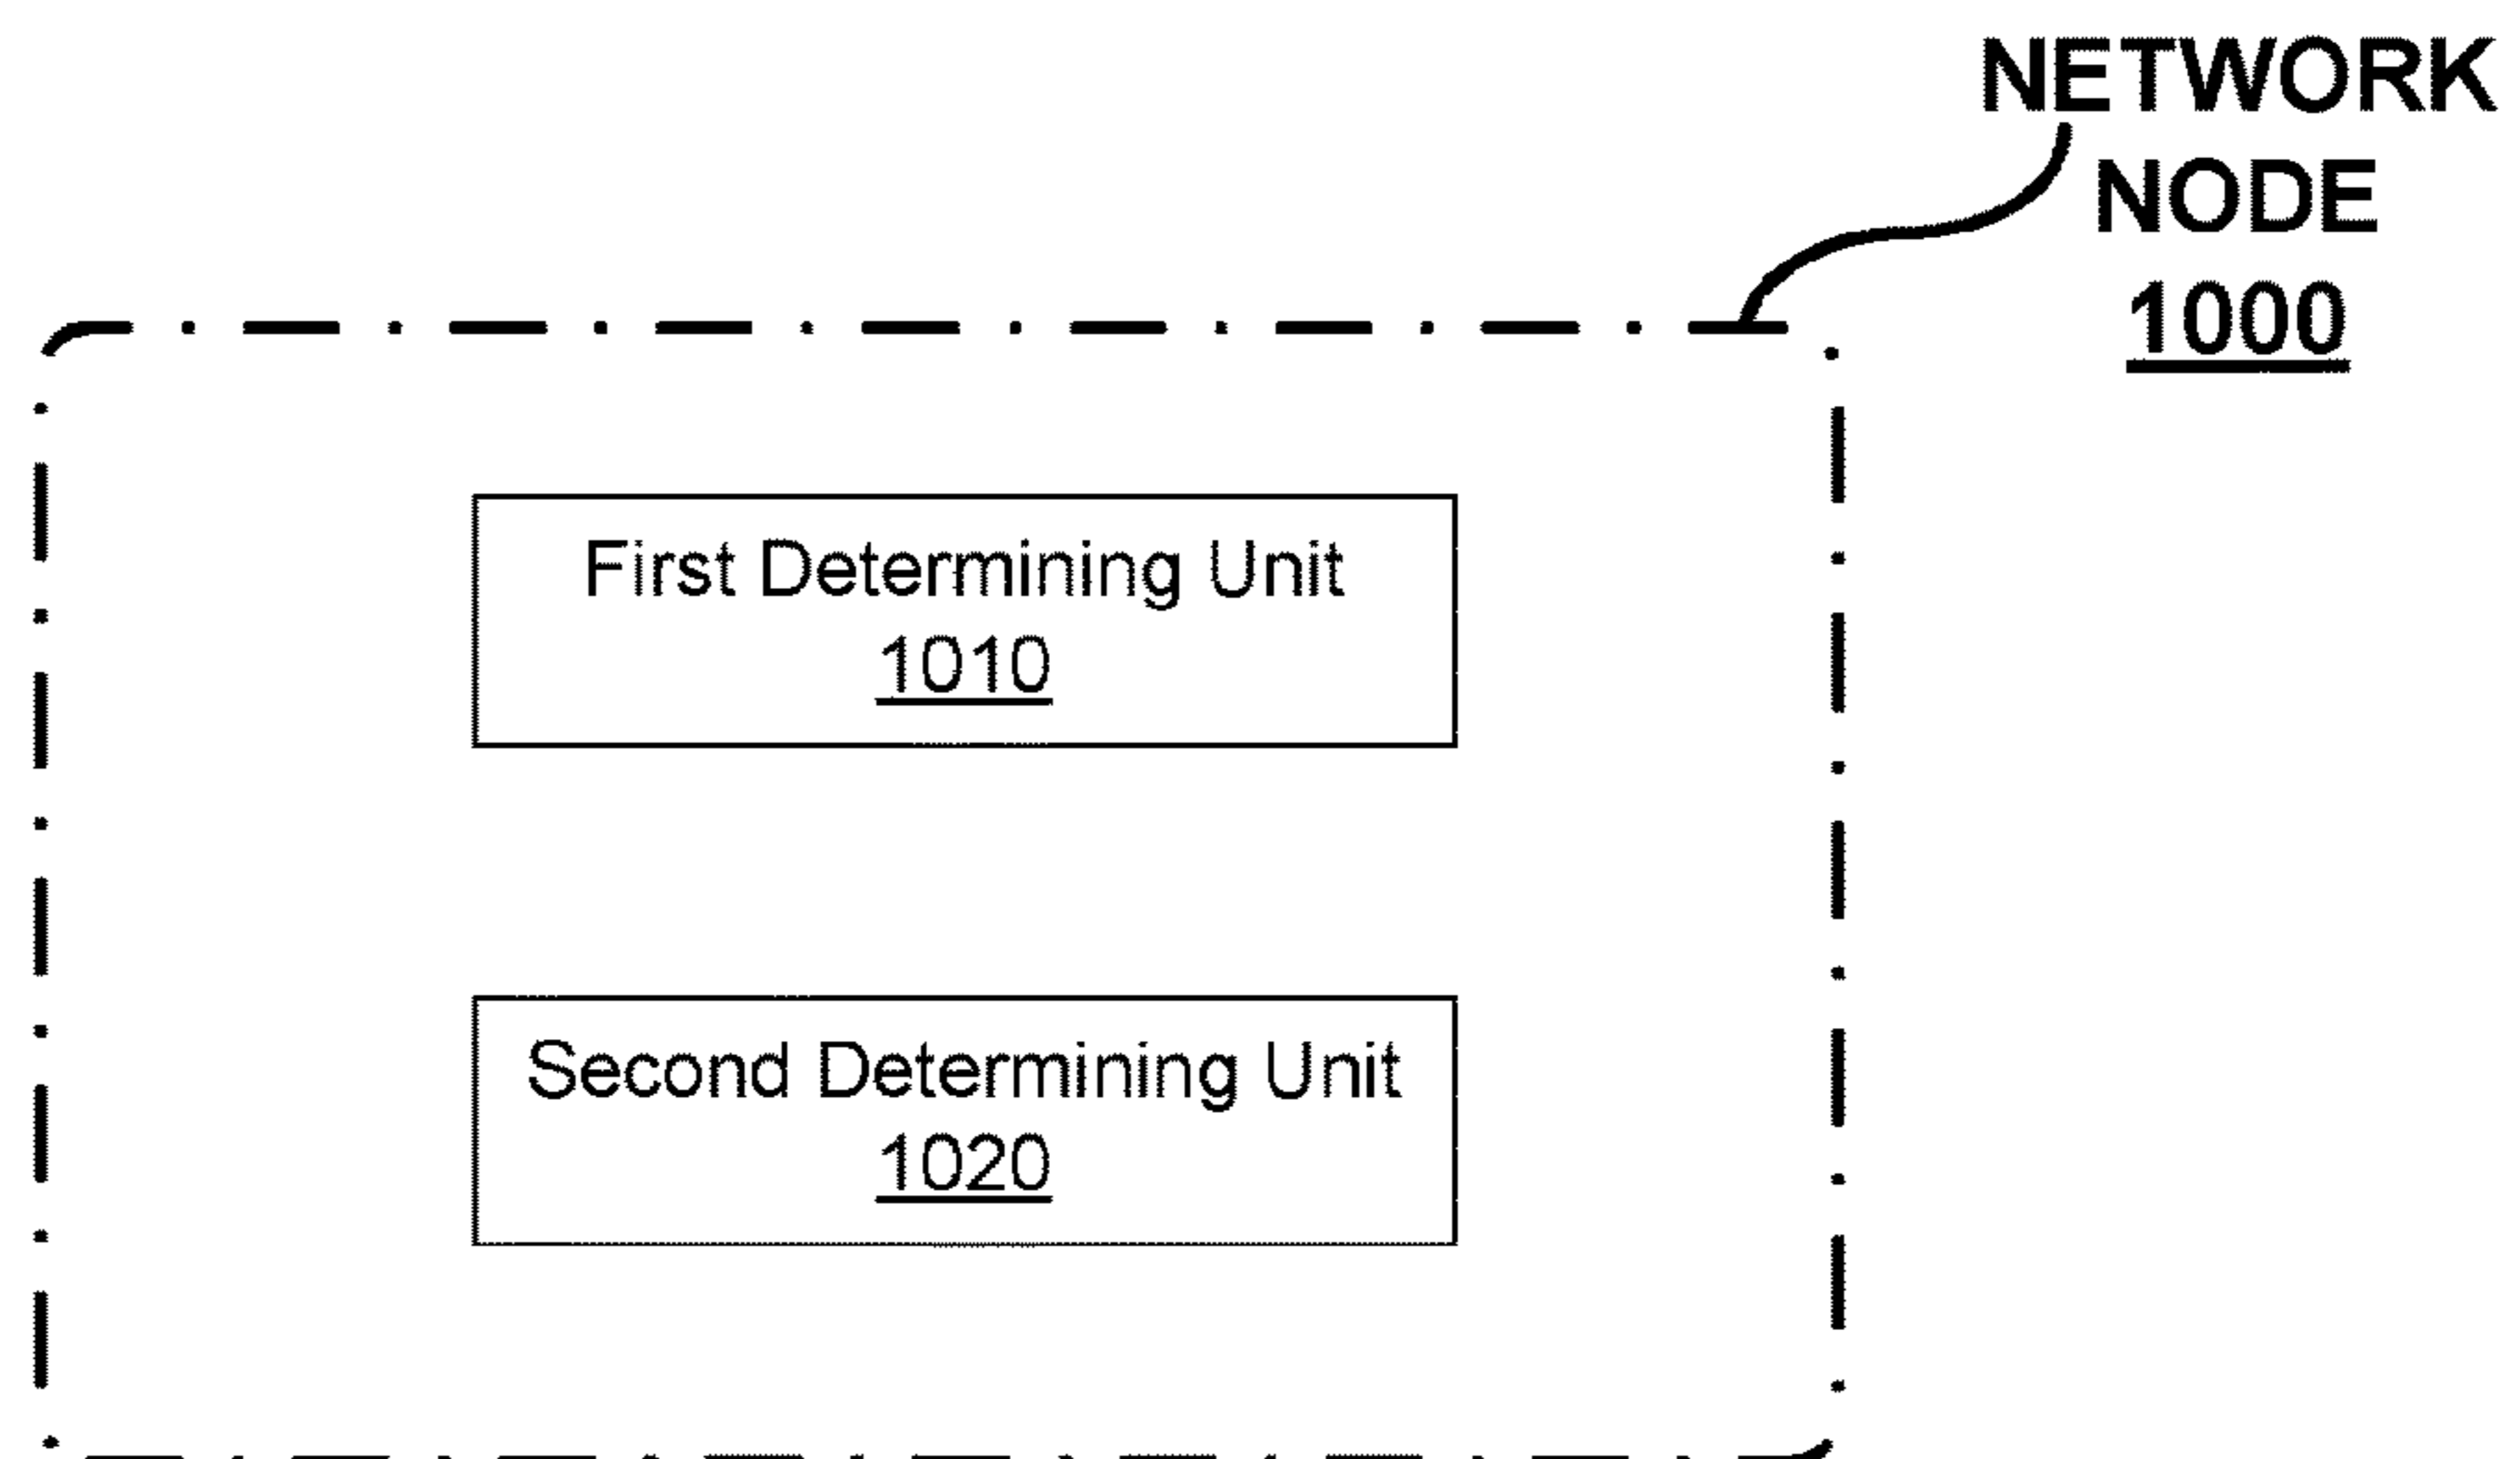 NETWORK
NODE
1000
First Determining Unit
1010
Second Determining Unit
1020